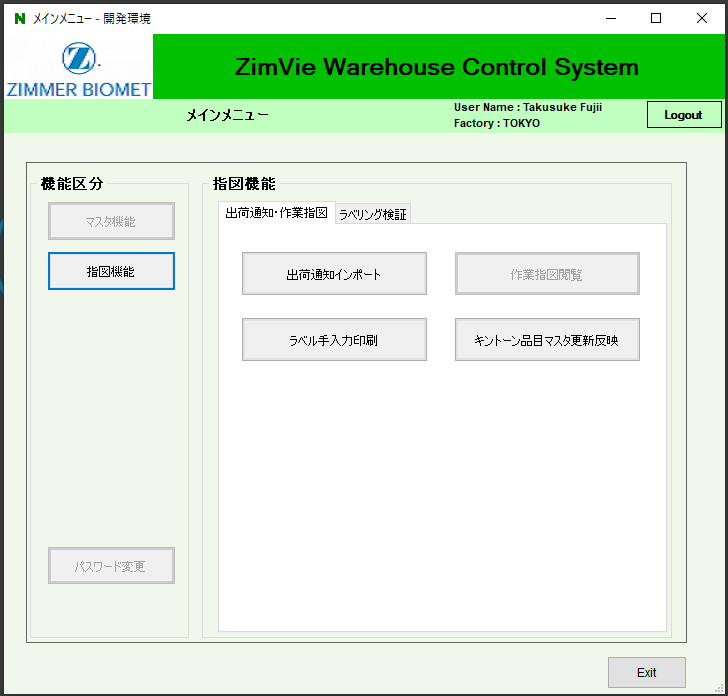 メインメニュー - 開発環境
Z
ZIMMER BIOMET
ZimVie Warehouse Control System
メインメニュー
User Name : Takusuke Fujii
Factory : TOKYO
Logout
機能区分
マスタ機能
指図機能
パスワード変更
指図機能
出荷通知・作業指図
ラベリング検証
出荷通知インポート
作業指図閲覧
ラベル手入力印刷
キントーン品目マスタ更新反映
Exit